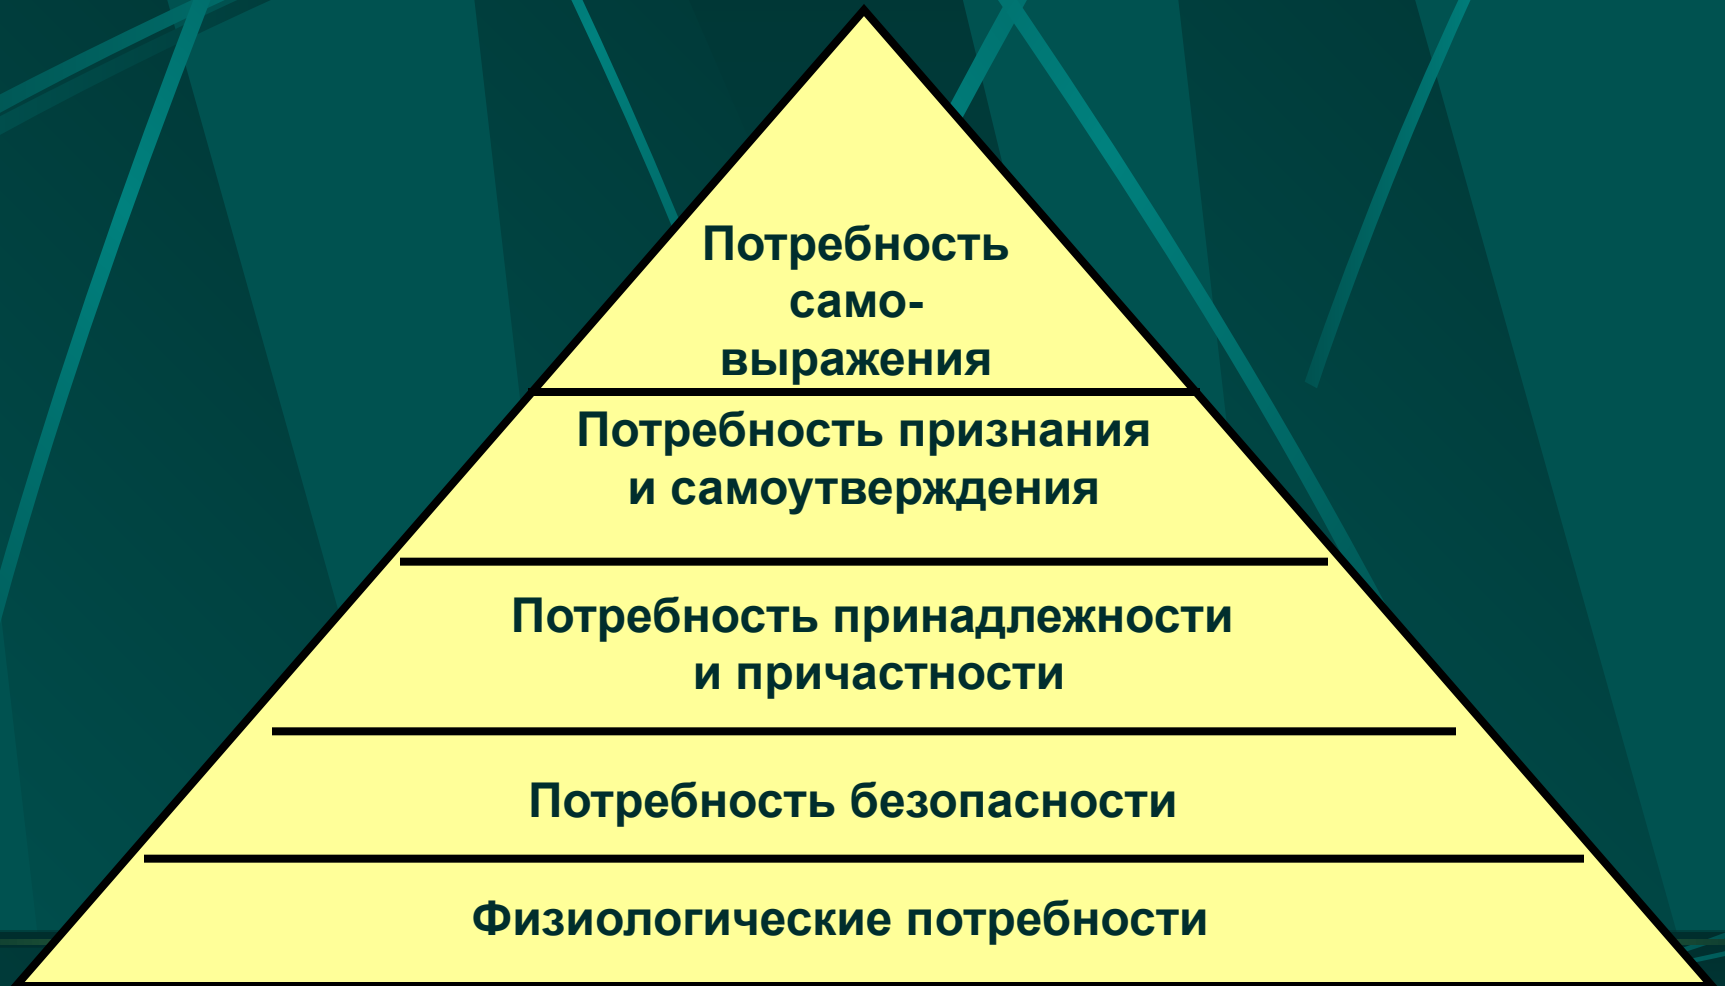 Потребность
само-
выражения
Потребность признания
и самоутверждения
Потребность принадлежности
и причастности
Потребность безопасности
Физиологические потребности